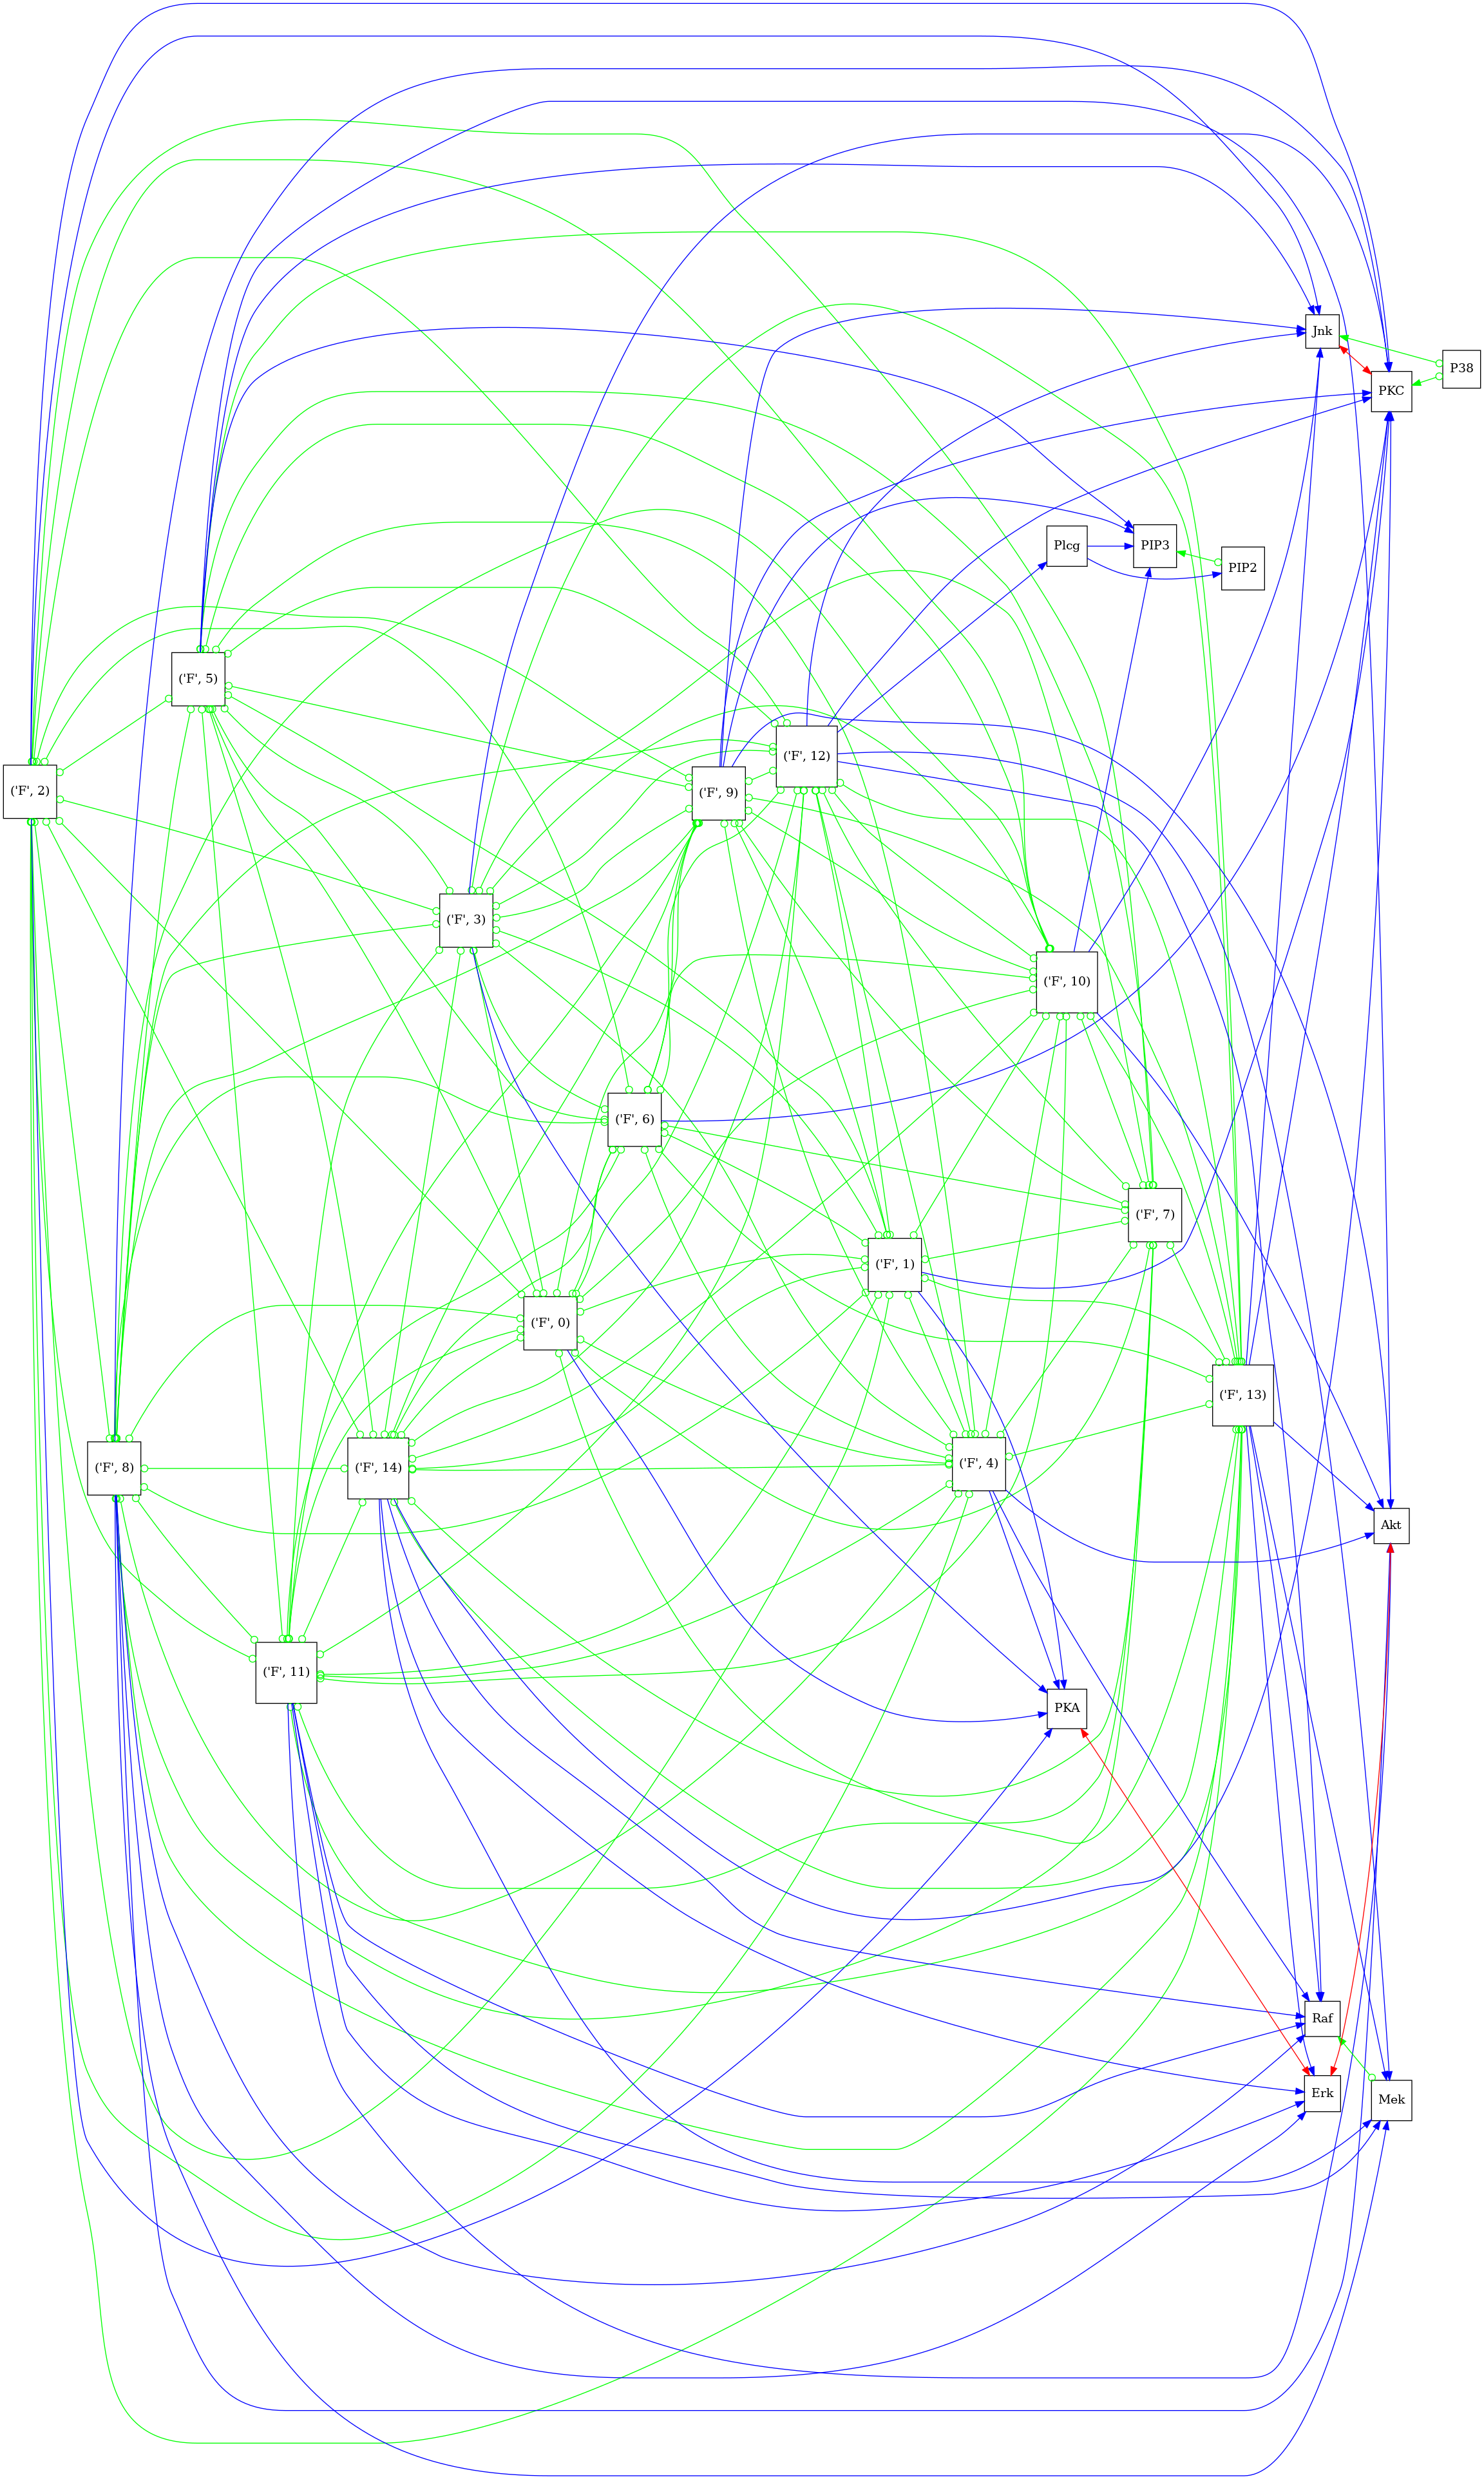 Jnk
P38
PKC
Plcg
PIP3
PIP2
('F', 5)
('F', 12)
('F', 2)
('F', 9)
('F', 3)
('F', 10)
('F', 6)
('F', 7)
('F', 1)
('F', 0)
('F', 13)
('F', 4)
('F', 8)
('F', 14)
Akt
('F', 11)
PKA
Raf
Erk
Mek